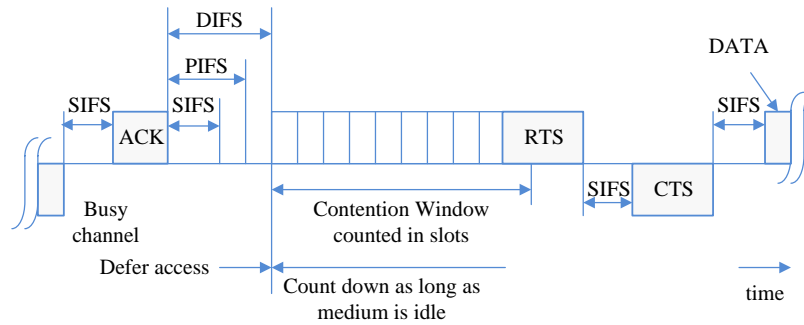 DIFS
DATA
PIFS
SIFS
SIFS
SIFS
ACK
RTS
Busy
channel
Contention Window
counted in slots
SIFS
CTS
Defer access
Count down as long as
medium is idle
time